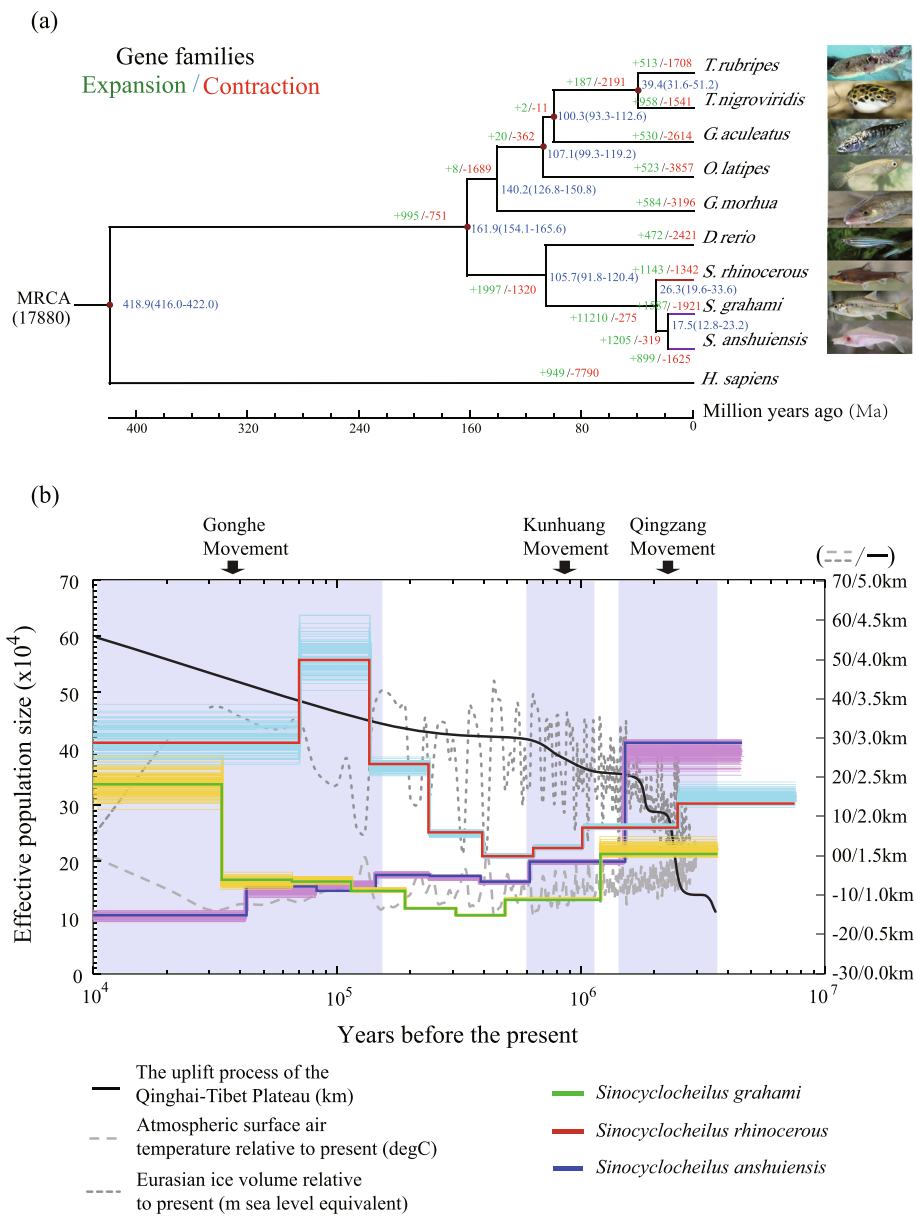 (a)
Gene families
Expansion / Contraction
+513/-1708
T. rubripes
+187/-2191
39.4(31.6-51.2)
+958/-1541
T. nigroviridis
+2/-11
100.3(93.3-112.6)
+530/-2614
G. aculeatus
+20/-362
107.1(99.3-119.2)
+523/-3857
O. latipes
+8/-1689
140.2(126.8-150.8)
+584/-3196
G. morhua
+995/-751
161.9(154.1-165.6)
+472/-2421
D. rerio
105.7(91.8-120.4)
+1143/-1342
S. rhinocerous
+1997/-1320
26.3(19.6-33.6)
MRCA
(17880)
418.9(416.0-422.0)
+1587/-1921
S. grahami
+11210/-275
17.5(12.8-23.2)
+1205/-319
S. anshuiensis
+899/-1625
+949/-7790
H. sapiens
400 320 240 160 80 0
Million years ago (Ma)
(b)
Gonghe
Movement
Kunhuang
Movement
Qingzang
Movement
( / )
70
60
50
40
30
20
10
0
Effective population size (x10⁴)
70/5.0km
60/4.5km
50/4.0km
40/3.5km
30/3.0km
20/2.5km
10/2.0km
00/1.5km
-10/1.0km
-20/0.5km
-30/0.0km
10⁴ 10⁵ 10⁶ 10⁷
Years before the present
The uplift process of the
Qinghai-Tibet Plateau (km)
Atmospheric surface air
temperature relative to present (degC)
Eurasian ice volume relative
to present (m sea level equivalent)
Sinocyclocheilus grahami
Sinocyclocheilus rhinocerous
Sinocyclocheilus anshuiensis